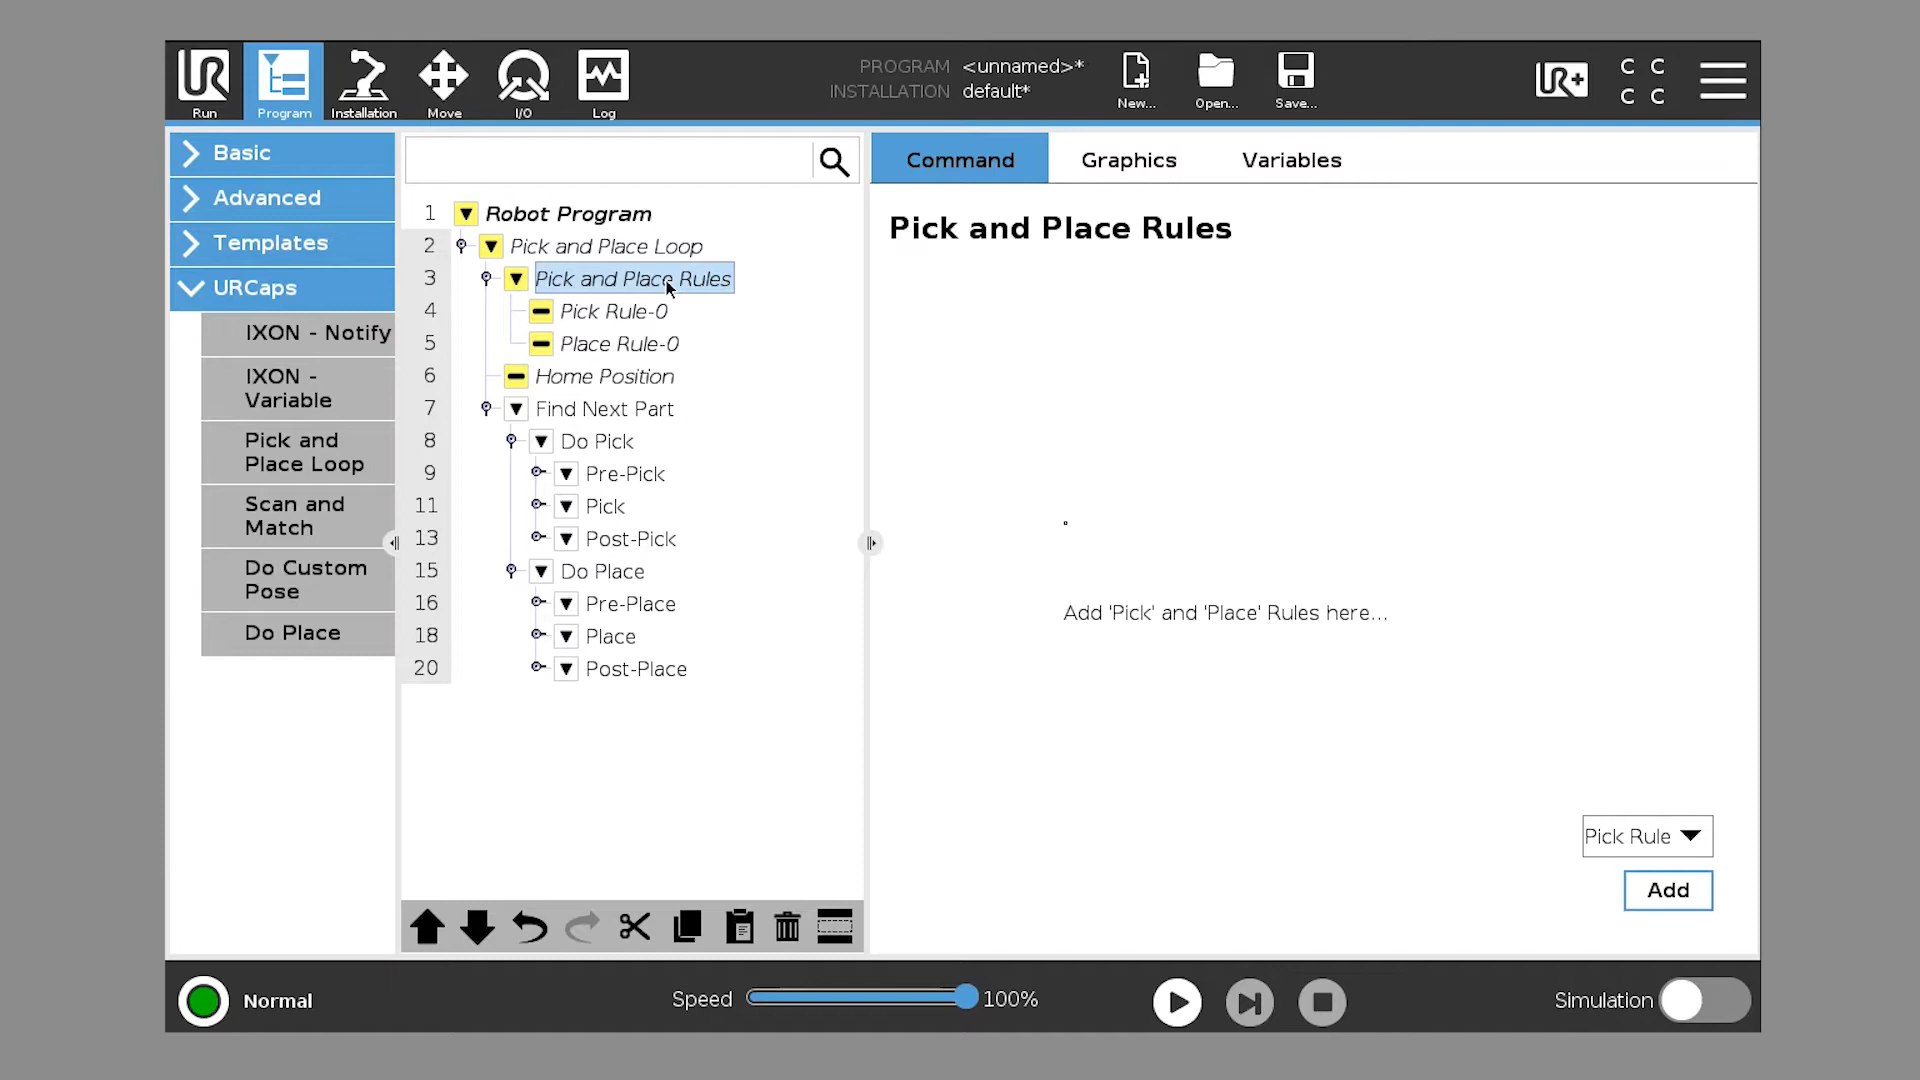 Run
Program
Installation
Move
I/O
Log
PROGRAM <unnamed>*
INSTALLATION default*
New...
Open...
Save...
UR+
C C
C C
Basic
Advanced
Templates
URCaps
IXON - Notify
IXON -
Variable
Pick and
Place Loop
Scan and
Match
Do Custom
Pose
Do Place
1 Robot Program
2 Pick and Place Loop
3 Pick and Place Rules
4 Pick Rule-0
5 Place Rule-0
6 Home Position
7 Find Next Part
8 Do Pick
9 Pre-Pick
11 Pick
13 Post-Pick
15 Do Place
16 Pre-Place
18 Place
20 Post-Place
Command Graphics Variables
Pick and Place Rules
Add 'Pick' and 'Place' Rules here...
Pick Rule
Add
Normal
Speed 100%
Simulation